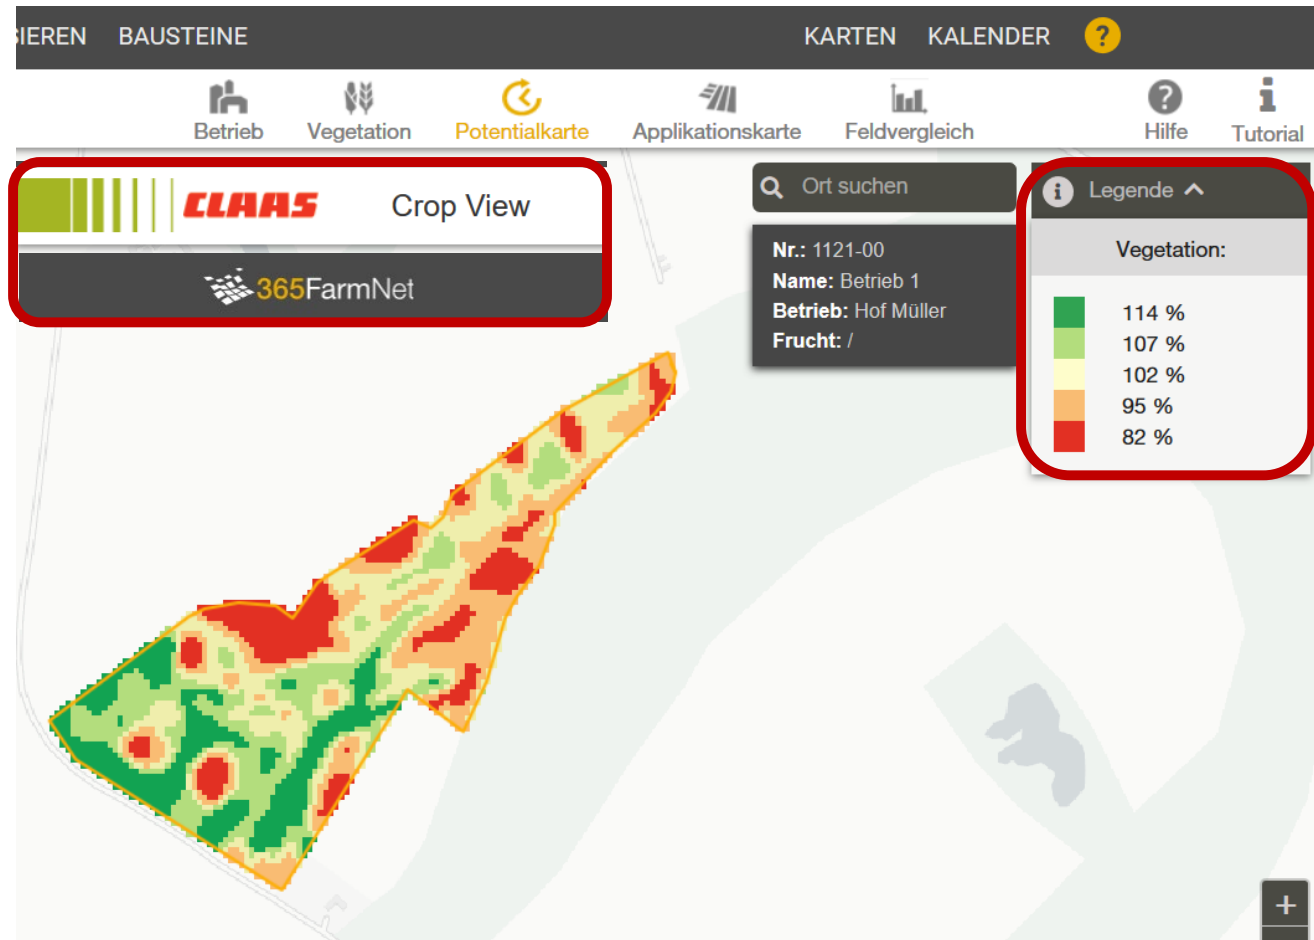 BAUSTEINE
KARTEN KALENDER ?
Betrieb Vegetation Potentialkarte Applikationskarte Feldvergleich Hilfe Tutorial
CLAAS Crop View
365FarmNet
Ort suchen
Nr.: 1121-00
Name: Betrieb 1
Betrieb: Hof Müller
Frucht: /
Legende
Vegetation:
114 %
107 %
102 %
95 %
82 %
+